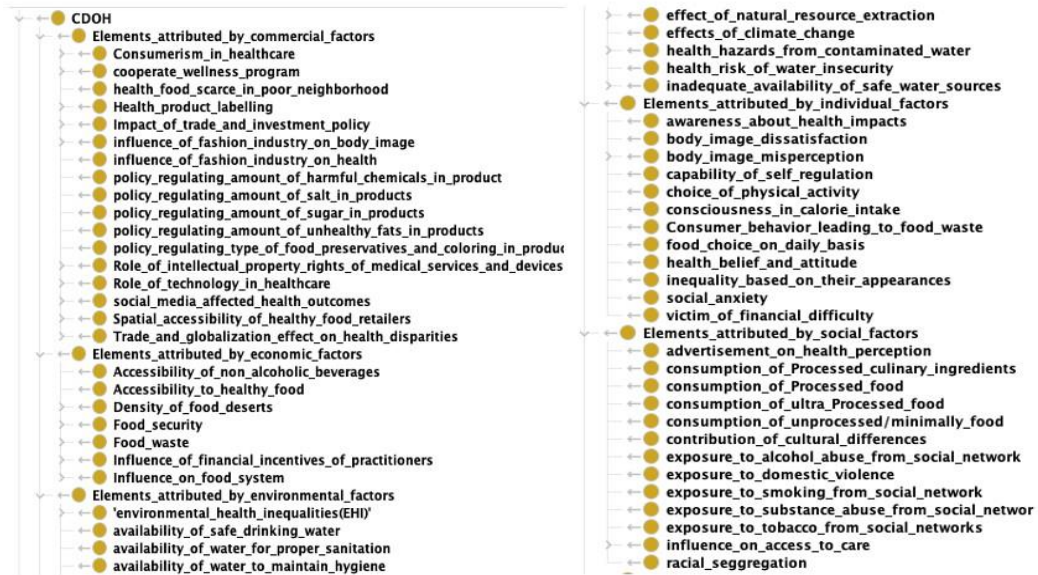 CDOH
Elements_attributed_by_commercial_factors
Consumerism_in_healthcare
cooperate_wellness_program
health_food_scarce_in_poor_neighborhood
Health_product_labelling
Impact_of_trade_and_investment_policy
influence_of_fashion_industry_on_body_image
influence_of_fashion_industry_on_health
policy_regulating_amount_of_harmful_chemicals_in_product
policy_regulating_amount_of_salt_in_products
policy_regulating_amount_of_sugar_in_products
policy_regulating_amount_of_unhealthy_fats_in_products
policy_regulating_type_of_food_preservatives_and_coloring_in_produc
Role_of_intellectual_property_rights_of_medical_services_and_devices
Role_of_technology_in_healthcare
social_media_affected_health_outcomes
Spatial_accessibility_of_healthy_food_retailers
Trade_and_globalization_effect_on_health_disparities
Elements_attributed_by_economic_factors
Accessibility_of_non_alcoholic_beverages
Accessibility_to_healthy_food
Density_of_food_deserts
Food_security
Food_waste
Influence_of_financial_incentives_of_practitioners
Influence_on_food_system
Elements_attributed_by_environmental_factors
'environmental_health_inequalities(EHI)'
availability_of_safe_drinking_water
availability_of_water_for_proper_sanitation
availability_of_water_to_maintain_hygiene
effect_of_natural_resource_extraction
effects_of_climate_change
health_hazards_from_contaminated_water
health_risk_of_water_insecurity
inadequate_availability_of_safe_water_sources
Elements_attributed_by_individual_factors
awareness_about_health_impacts
body_image_dissatisfaction
body_image_misperception
capability_of_self_regulation
choice_of_physical_activity
consciousness_in_calorie_intake
Consumer_behavior_leading_to_food_waste
food_choice_on_daily_basis
health_belief_and_attitude
inequality_based_on_their_appearances
social_anxiety
victim_of_financial_difficulty
Elements_attributed_by_social_factors
advertisement_on_health_perception
consumption_of_Processed_culinary_ingredients
consumption_of_Processed_food
consumption_of_ultra_Processed_food
consumption_of_unprocessed/minimally_food
contribution_of_cultural_differences
exposure_to_alcohol_abuse_from_social_network
exposure_to_domestic_violence
exposure_to_smoking_from_social_network
exposure_to_substance_abuse_from_social_networ
exposure_to_tobacco_from_social_networks
influence_on_access_to_care
racial_seggregation